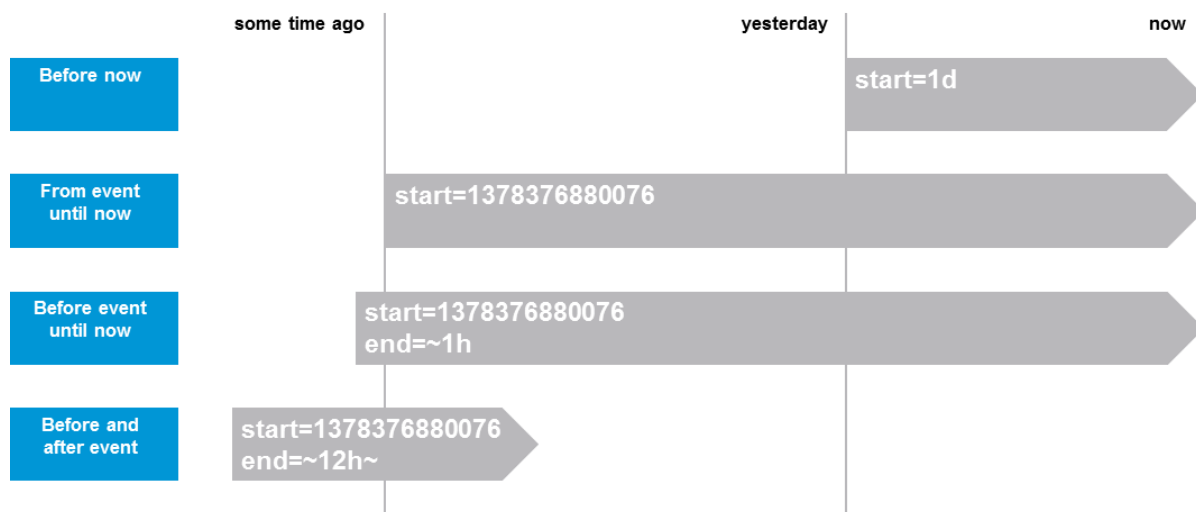 some time ago
yesterday
now
Before now
start=1d
From event
until now
start=1378376880076
Before event
until now
start=1378376880076
end=~1h
Before and
after event
start=1378376880076
end=~12h~